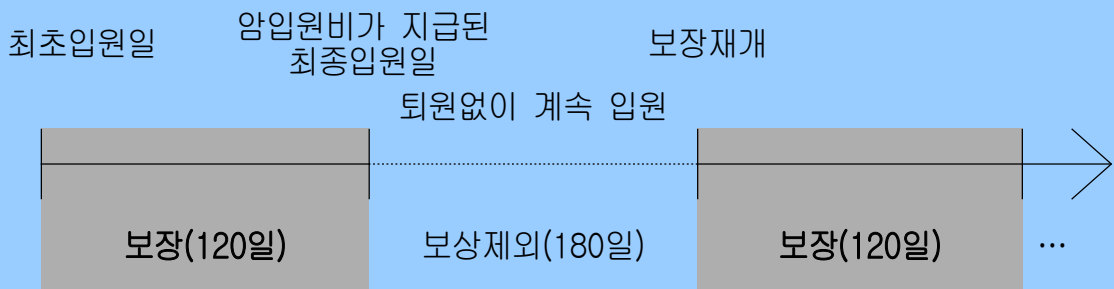 최초입원일
암입원비가 지급된
최종입원일
보장재개
퇴원없이 계속 입원
보장(120일)
보상제외(180일)
보장(120일)
…